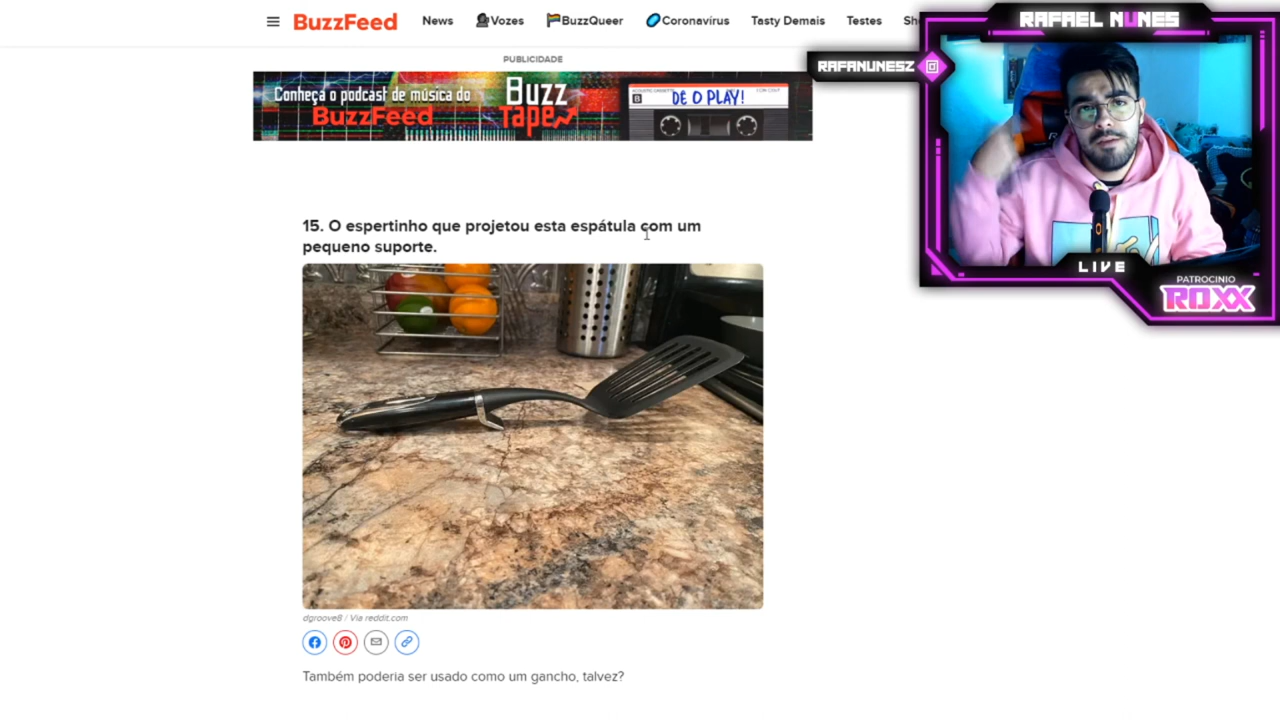 BuzzFeed News Vozes BuzzQueer Coronavírus Tasty Demais Testes
RAFAEL NUNES
RAFANUNESZ
PUBLICIDADE
Conheça o podcast de música do
BuzzFeed
Buzz
Tape
B
DÊ O PLAY!
15. O espertinho que projetou esta espátula com um
pequeno suporte.
LIVE
PATROCINIO
ROXX
dgroove8 / Via reddit.com
Também poderia ser usado como um gancho, talvez?